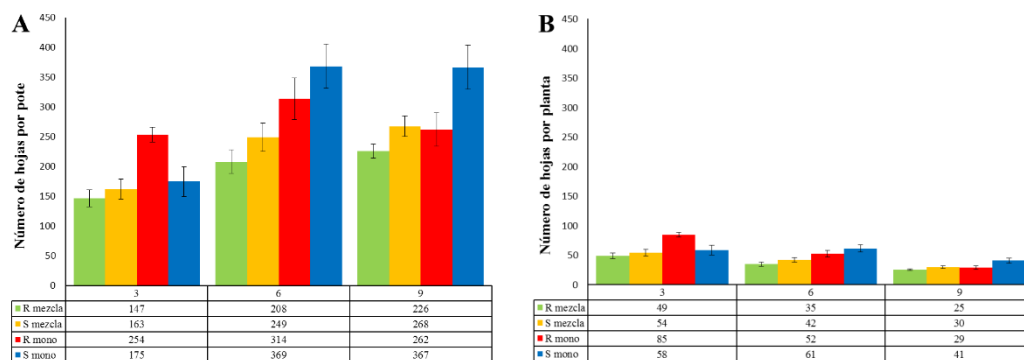 A
Número de hojas por pote
450
400
350
300
250
200
150
100
50
0
3 6 9
R mezcla 147 208 226
S mezcla 163 249 268
R mono 254 314 262
S mono 175 369 367
B
Número de hojas por planta
450
400
350
300
250
200
150
100
50
0
3 6 9
R mezcla 49 35 25
S mezcla 54 42 30
R mono 85 52 29
S mono 58 61 41